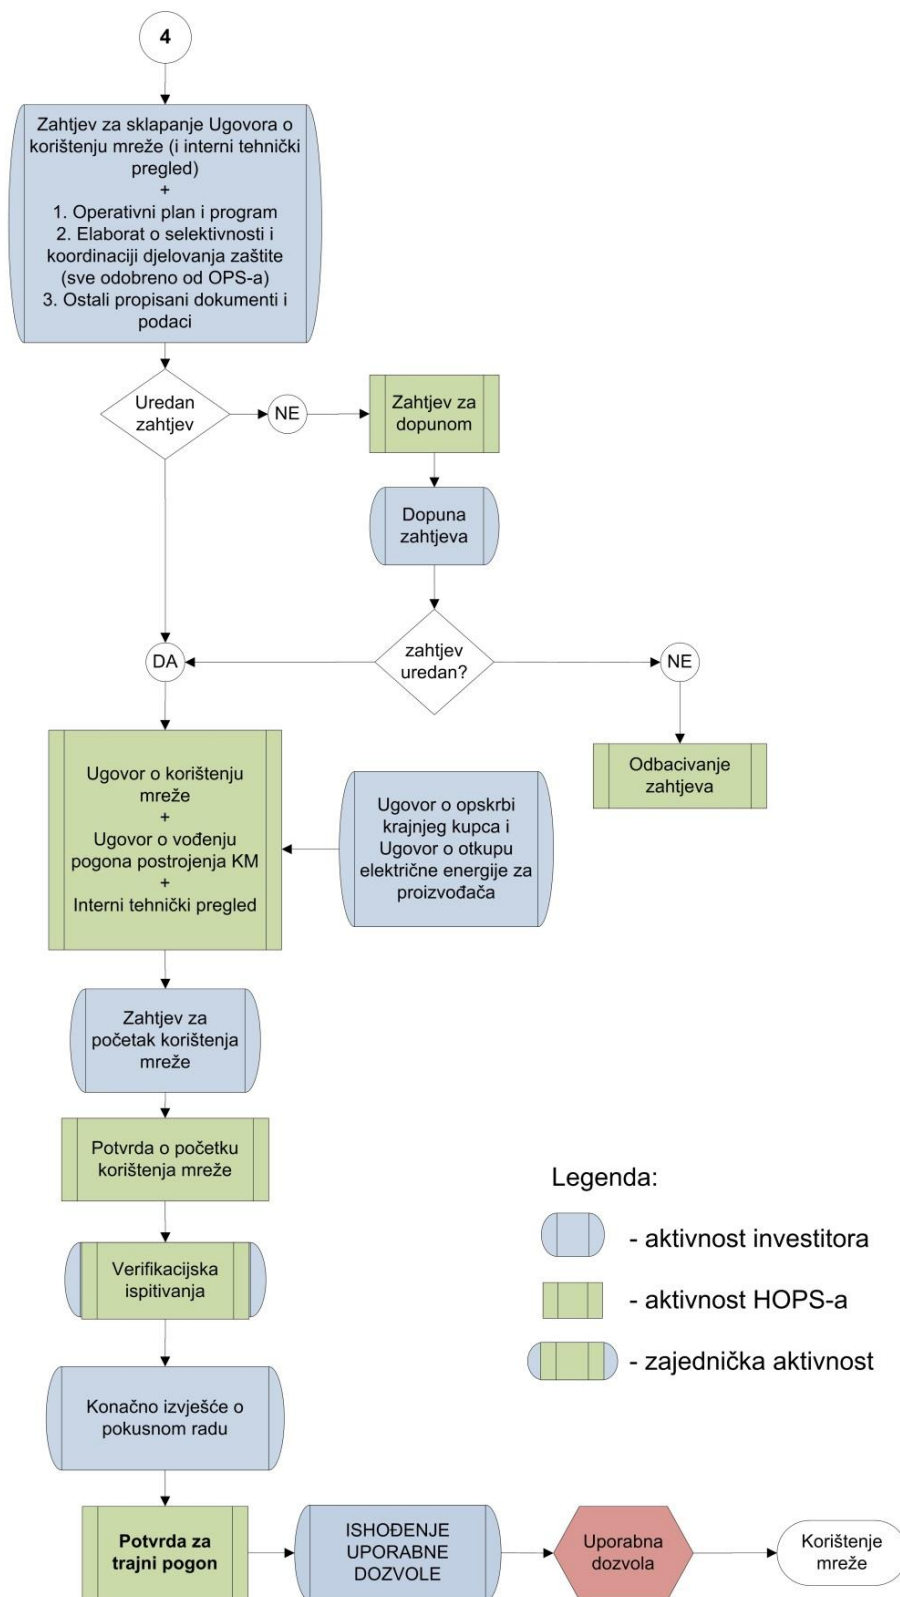 4
Zahtjev za sklapanje Ugovora o
korištenju mreže (i interni tehnički
pregled)
+
1. Operativni plan i program
2. Elaborat o selektivnosti i
koordinaciji djelovanja zaštite
(sve odobreno od OPS-a)
3. Ostali propisani dokumenti i
podaci
Uredan
zahtjev
NE
Zahtjev za
dopunom
Dopuna
zahtjeva
DA
zahtjev
uredan?
NE
Odbacivanje
zahtjeva
Ugovor o korištenju
mreže
+
Ugovor o vođenju
pogona postrojenja KM
+
Interni tehnički pregled
Ugovor o opskrbi
krajnjeg kupca i
Ugovor o otkupu
električne energije za
proizvođača
Zahtjev za
početak korištenja
mreže
Potvrda o početku
korištenja mreže
Verifikacijska
ispitivanja
Konačno izvješće o
pokusnom radu
Potvrda za
trajni pogon
ISHOĐENJE
UPORABNE
DOZVOLE
Uporabna
dozvola
Korištenje
mreže
Legenda:
- aktivnost investitora
- aktivnost HOPS-a
- zajednička aktivnost